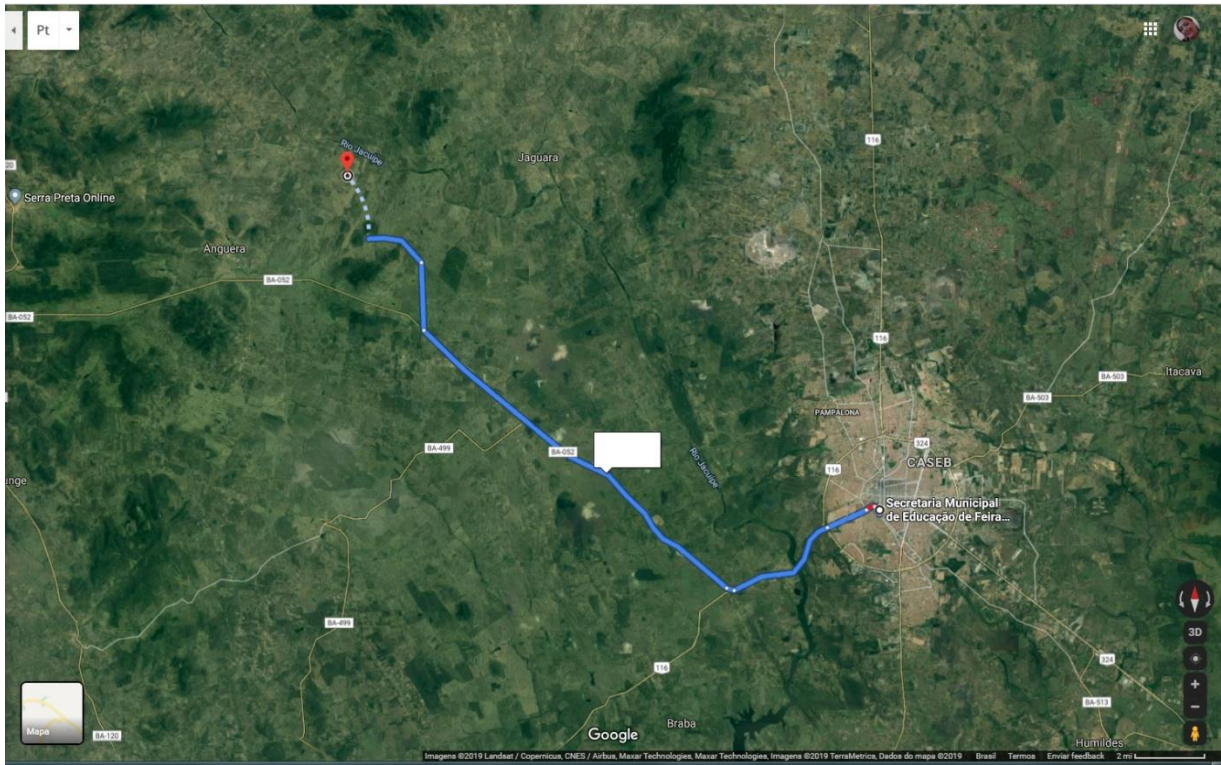 Pt
116
Rio Jacuípe
Jaguara
20
Serra Preta Online
Anguera
BA-052
BA-052
116
Itacava
BA-503
BA-503
PAMPALONA
324
BA-499
BA-052
CASEB
116
Rio Jacuípe
unge
Secretaria Municipal
de Educação de Feira...
BA-499
3D
116
324
BA-513
Mapa
Braba
BA-120
Google
Humildes
Imagens ©2019 Landsat / Copernicus, CNES / Airbus, Maxar Technologies, Maxar Technologies, Imagens ©2019 TerraMetrics, Dados do mapa ©2019 Brasil Termos Enviar feedback 2 mi